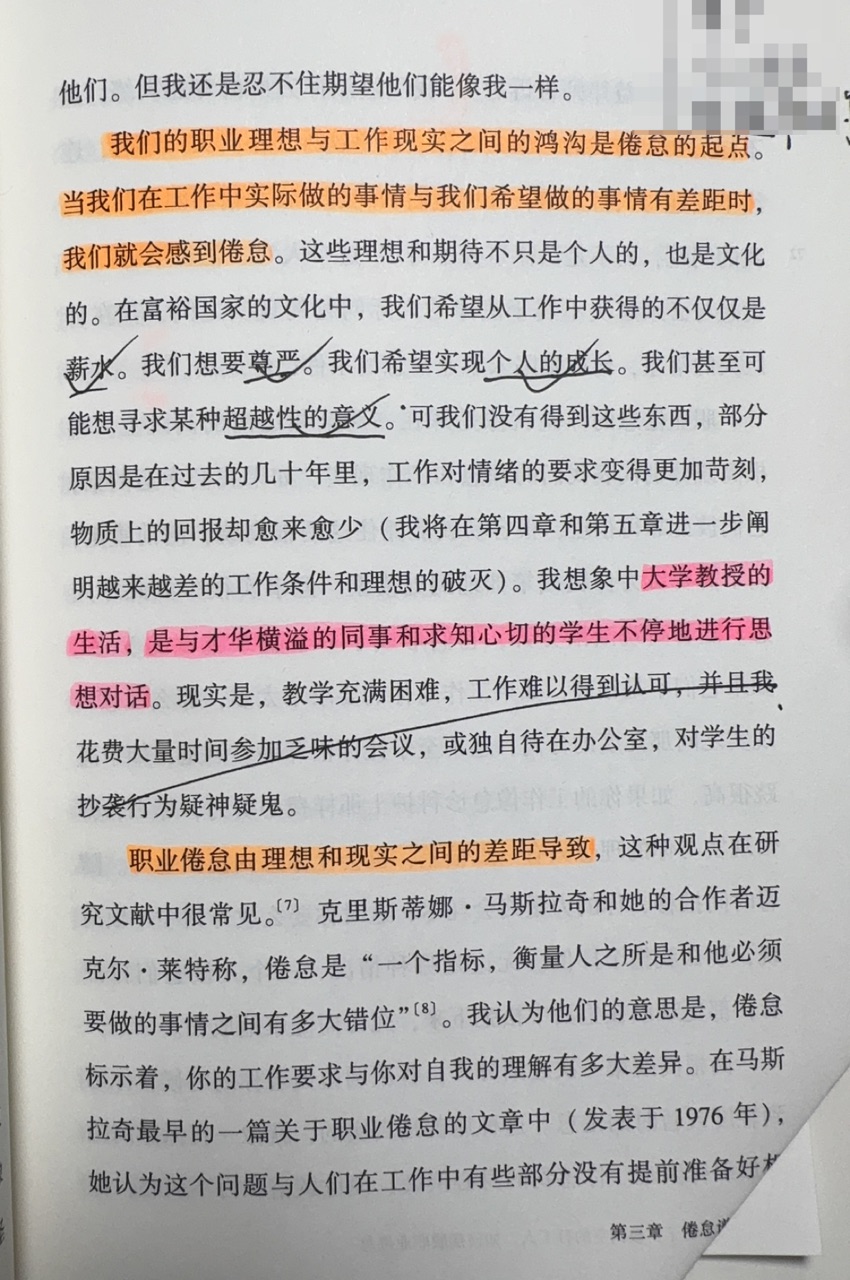 他们。但我还是忍不住期望他们能像我一样。
我们的职业理想与工作现实之间的鸿沟是倦怠的起点。
当我们在工作中实际做的事情与我们希望做的事情有差距时，
我们就会感到倦怠。这些理想和期待不只是个人的，也是文化
的。在富裕国家的文化中，我们希望从工作中获得的不仅仅是
薪水。我们想要尊严。我们希望实现个人的成长。我们甚至可
能想寻求某种超越性的意义。可我们没有得到这些东西，部分
原因是在过去的几十年里，工作对情绪的要求变得更加苛刻，
物质上的回报却愈来愈少（我将在第四章和第五章进一步阐
明越来越差的工作条件和理想的破灭）。我想象中大学教授的
生活，是与才华横溢的同事和求知心切的学生不停地进行思
想对话。现实是，教学充满困难，工作难以得到认可，并且我
花费大量时间参加乏味的会议，或独自待在办公室，对学生的
抄袭行为疑神疑鬼。
职业倦怠由理想和现实之间的差距导致，这种观点在研
究文献中很常见。〔7〕克里斯蒂娜·马斯拉奇和她的合作者迈
克尔·莱特称，倦怠是“一个指标，衡量人之所是和他必须
要做的事情之间有多大错位”〔8〕。我认为他们的意思是，倦怠
标示着，你的工作要求与你对自我的理解有多大差异。在马斯
拉奇最早的一篇关于职业倦怠的文章中（发表于 1976 年），
她认为这个问题与人们在工作中有些部分没有提前准备好
第三章 倦怠